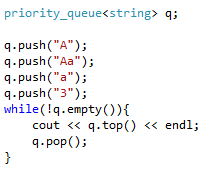 priority_queue<string> q;
q.push("A");
q.push("Aa");
q.push("a");
q.push("3");
while(!q.empty()){
cout << q.top() << endl;
q.pop();
}